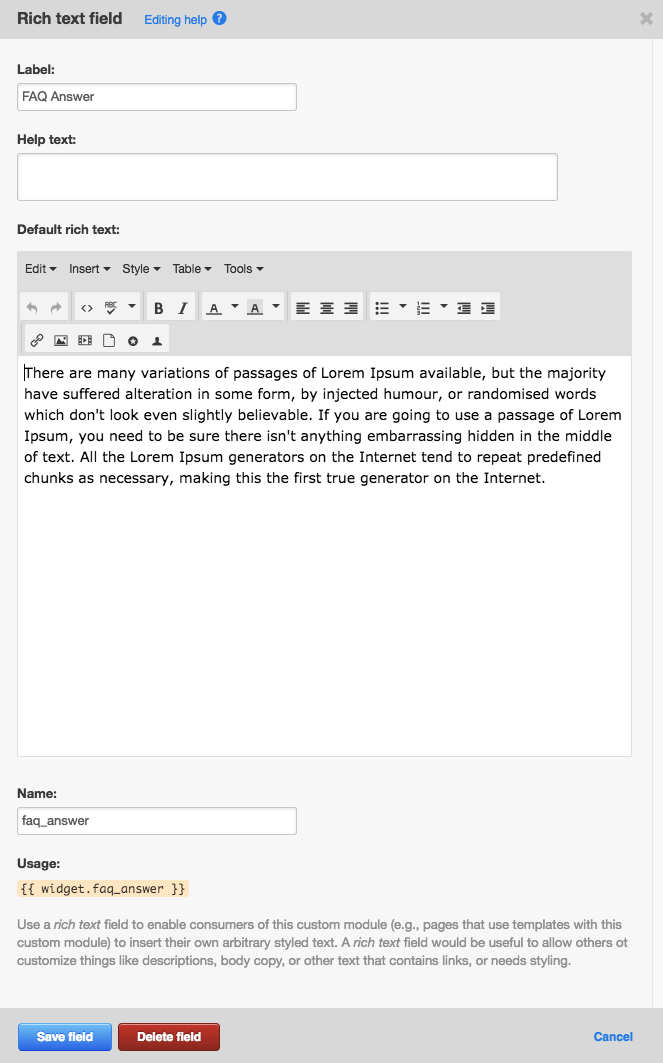 Rich text field Editing help ?
Label:
FAQ Answer
Help text:
Default rich text:
Edit Insert Style Table Tools
ABC B I A A
There are many variations of passages of Lorem Ipsum available, but the majority
have suffered alteration in some form, by injected humour, or randomised words
which don't look even slightly believable. If you are going to use a passage of Lorem
Ipsum, you need to be sure there isn't anything embarrassing hidden in the middle
of text. All the Lorem Ipsum generators on the Internet tend to repeat predefined
chunks as necessary, making this the first true generator on the Internet.
Name:
faq_answer
Usage:
{{ widget.faq_answer }}
Use a rich text field to enable consumers of this custom module (e.g., pages that use templates with this
custom module) to insert their own arbitrary styled text. A rich text field would be useful to allow others ot
customize things like descriptions, body copy, or other text that contains links, or needs styling.
Save field Delete field Cancel